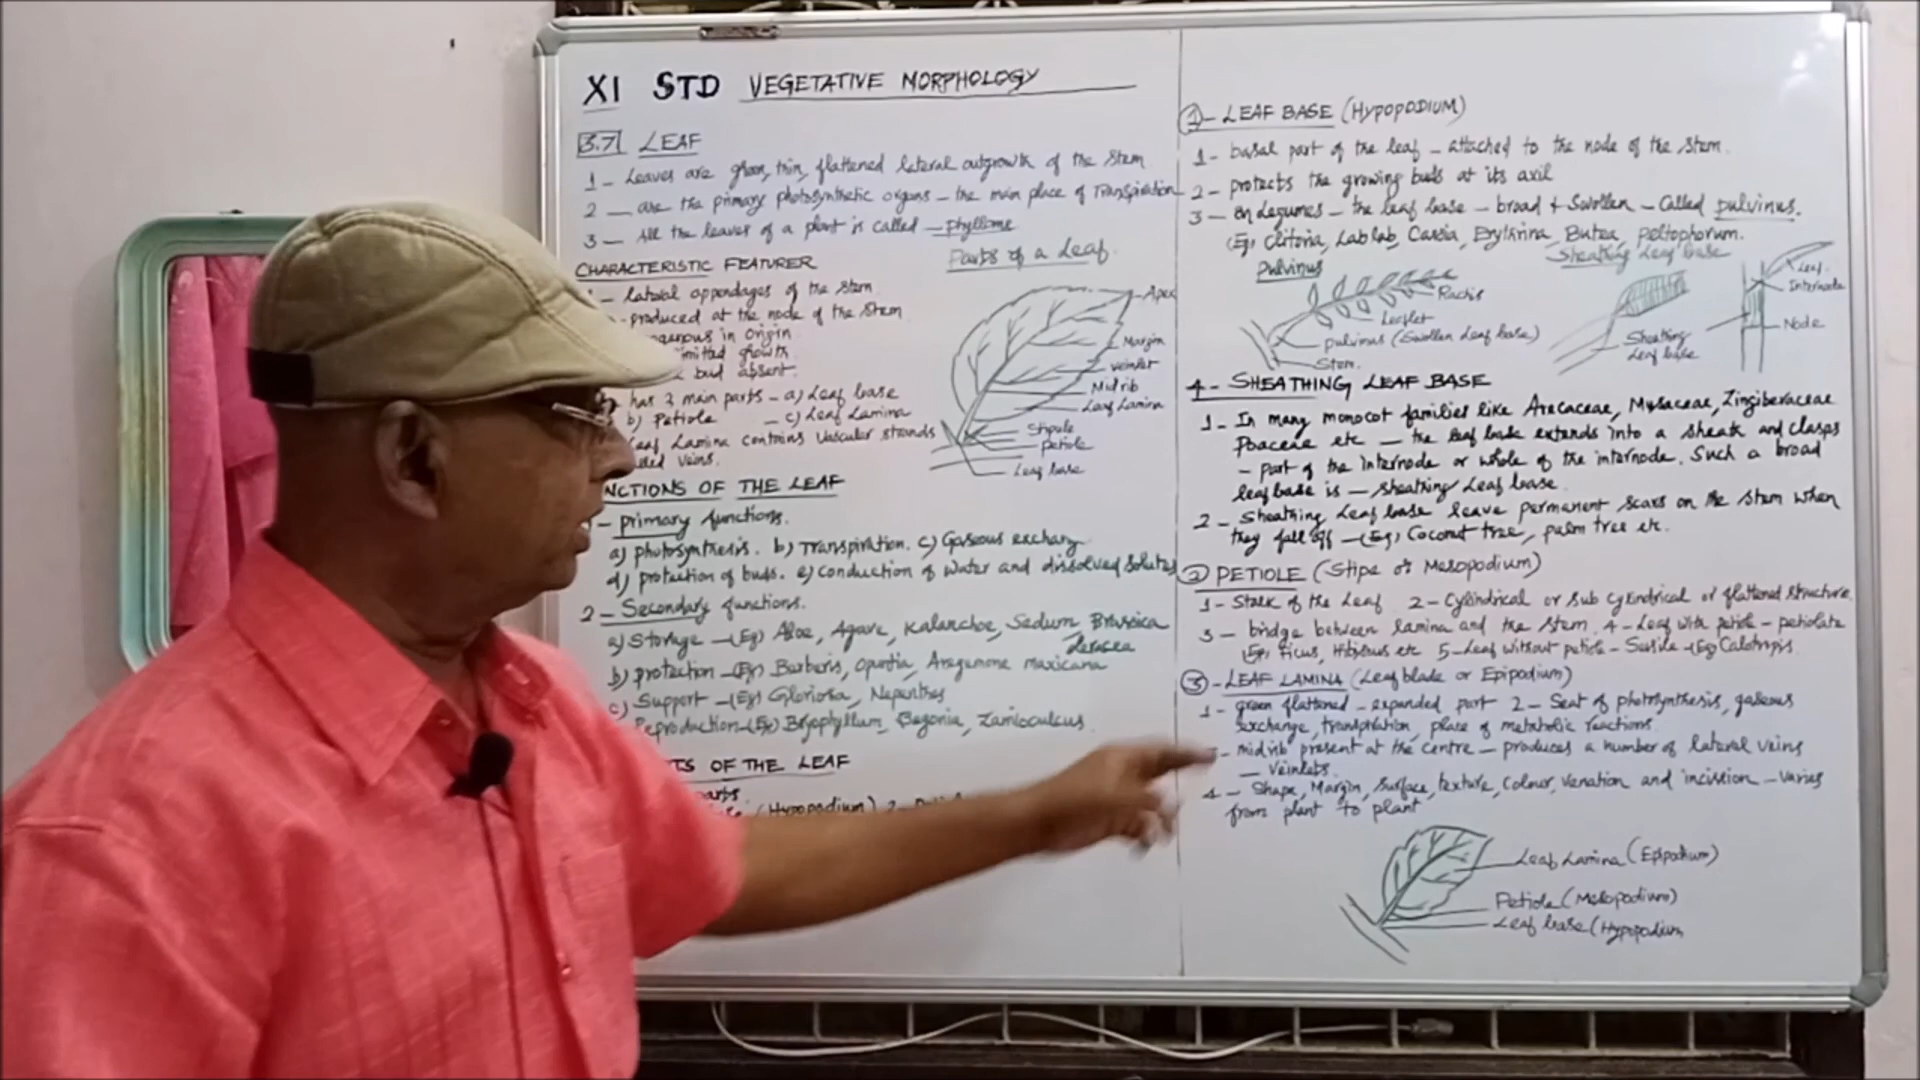 XI STD VEGETATIVE MORPHOLOGY
3.7 LEAF
1 - Leaves are green, thin, flattened lateral outgrowth of the stem
2 - are the primary photosynthetic organs - the main place of Transpiration
3 - All the leaves of a plant is called - phyllome
CHARACTERISTIC FEATURER
- lateral appendages of the stem
- produced at the node of the stem
in origin
growth
bud absent.
has 3 main parts - a) Leaf base
b) Petiole - c) Leaf Lamina
Leaf Lamina contains vascular strands
veins.
Parts of a Leaf
Apex
Margin
veinlet
Midrib
Leaf Lamina
Stipule
petiole
Leaf base
NCTIONS OF THE LEAF
- primary functions.
a) photosynthesis. b) Transpiration. c) Gaseous exchang
d) protection of buds. e) conduction of water and dissolved solutes
2 - Secondary functions.
a) Storage - (Eg) Aloe, Agave, Kalanchoe, Sedum Brassica
b) protection - (Eg) Barberis, opuntia, Aregemone maxicana
c) Support - (Eg) Gloriosa, Nepenthes
Reproduction - (Eg) Bryophyllum, Begonia, Zamioculcus.
TS OF THE LEAF
parts
(Hypopodium) 2-
1 - LEAF BASE (HYPOPODIUM)
1 - basal part of the leaf - attached to the node of the stem.
2 - protects the growing buds at its axil
3 - In Legumes - the leaf base - broad & Swollen - Called pulvinus.
(Eg) Clitoria, Lablab, Cassia, Erythrina, Butea, peltophorum.
pulvinus
Rachis
Leaflet
pulvinus (Swollen Leaf base)
Stem.
Sheathing Leaf base
Sheathing
Leaf base
Leaf.
Internode
Node
4 - SHEATHING LEAF BASE
1 - In many monocot families like Arecaceae, Musaceae, Zingiberaceae
Poaceae etc - the leaf base extends into a sheath and clasps
- part of the internode or whole of the internode. Such a broad
leaf base is - sheathing Leaf base.
2 - Sheathing Leaf base leave permanent scars on the stem when
they fall off - (Eg) Coconut tree, palm tree etc.
2 PETIOLE (Stipe or Mesopodium)
1 - Stalk of the Leaf 2 - Cylindrical or sub cylindrical or flattened structure.
3 - bridge between lamina and the stem. 4 - Leaf with petiole - petiolate
Eg, Ficus, Hibiscus etc 5 - Leaf without petiole - Sessile - (Eg) Calotropis.
3 - LEAF LAMINA (Leaf blade or Epipodium)
1 - green flattened - expanded part 2 - Seat of photosynthesis, gaseous
exchange, transpiration, place of metabolic reactions.
- midrib present at the centre - produces a number of lateral veins
- veinlets.
4 - Shape, Margin, surface, texture, Colour, venation and incission - varies
from plant to plant
Leaf Lamina (Epipodium)
Petiole (Mesopodium)
Leaf base (Hypopodium